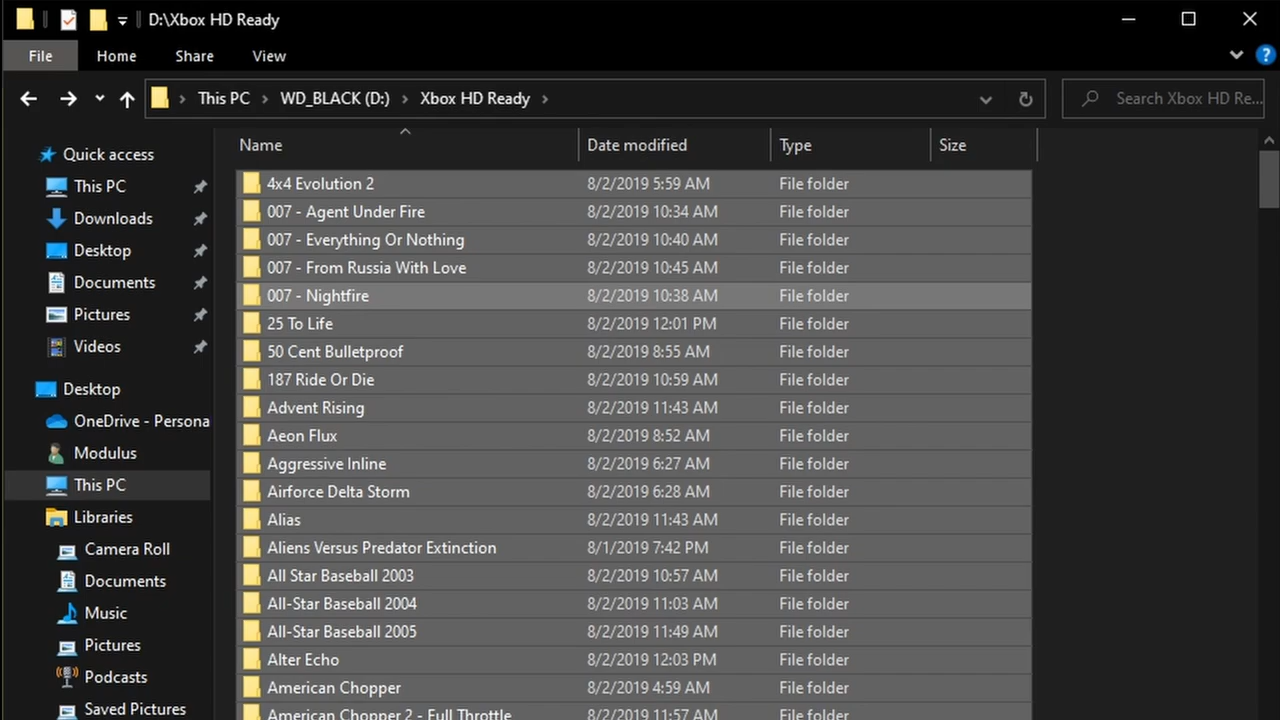 D:\Xbox HD Ready
File Home Share View
?
This PC WD_BLACK (D:) Xbox HD Ready
Search Xbox HD Re...
Quick access
This PC
Downloads
Desktop
Documents
Pictures
Videos
Desktop
OneDrive - Persona
Modulus
This PC
Libraries
Camera Roll
Documents
Music
Pictures
Podcasts
Saved Pictures
Name Date modified Type Size
4x4 Evolution 2 8/2/2019 5:59 AM File folder
007 - Agent Under Fire 8/2/2019 10:34 AM File folder
007 - Everything Or Nothing 8/2/2019 10:40 AM File folder
007 - From Russia With Love 8/2/2019 10:45 AM File folder
007 - Nightfire 8/2/2019 10:38 AM File folder
25 To Life 8/2/2019 12:01 PM File folder
50 Cent Bulletproof 8/2/2019 8:55 AM File folder
187 Ride Or Die 8/2/2019 10:59 AM File folder
Advent Rising 8/2/2019 11:43 AM File folder
Aeon Flux 8/2/2019 8:52 AM File folder
Aggressive Inline 8/2/2019 6:27 AM File folder
Airforce Delta Storm 8/2/2019 6:28 AM File folder
Alias 8/2/2019 11:43 AM File folder
Aliens Versus Predator Extinction 8/1/2019 7:42 PM File folder
All Star Baseball 2003 8/2/2019 10:57 AM File folder
All-Star Baseball 2004 8/2/2019 11:03 AM File folder
All-Star Baseball 2005 8/2/2019 11:49 AM File folder
Alter Echo 8/2/2019 12:03 PM File folder
American Chopper 8/2/2019 4:59 AM File folder
American Chopper 2 - Full Throttle 8/2/2019 11:57 AM File folder